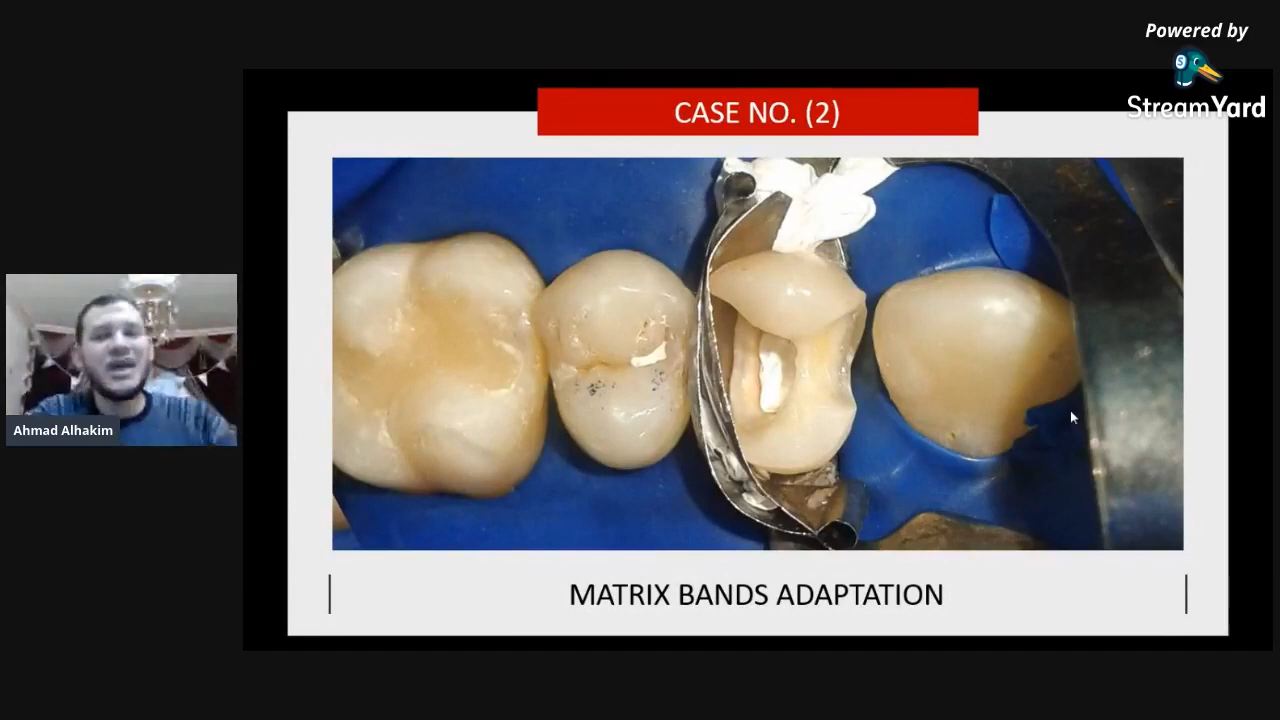 Powered by
StreamYard
CASE NO. (2)
Ahmad Alhakim
MATRIX BANDS ADAPTATION